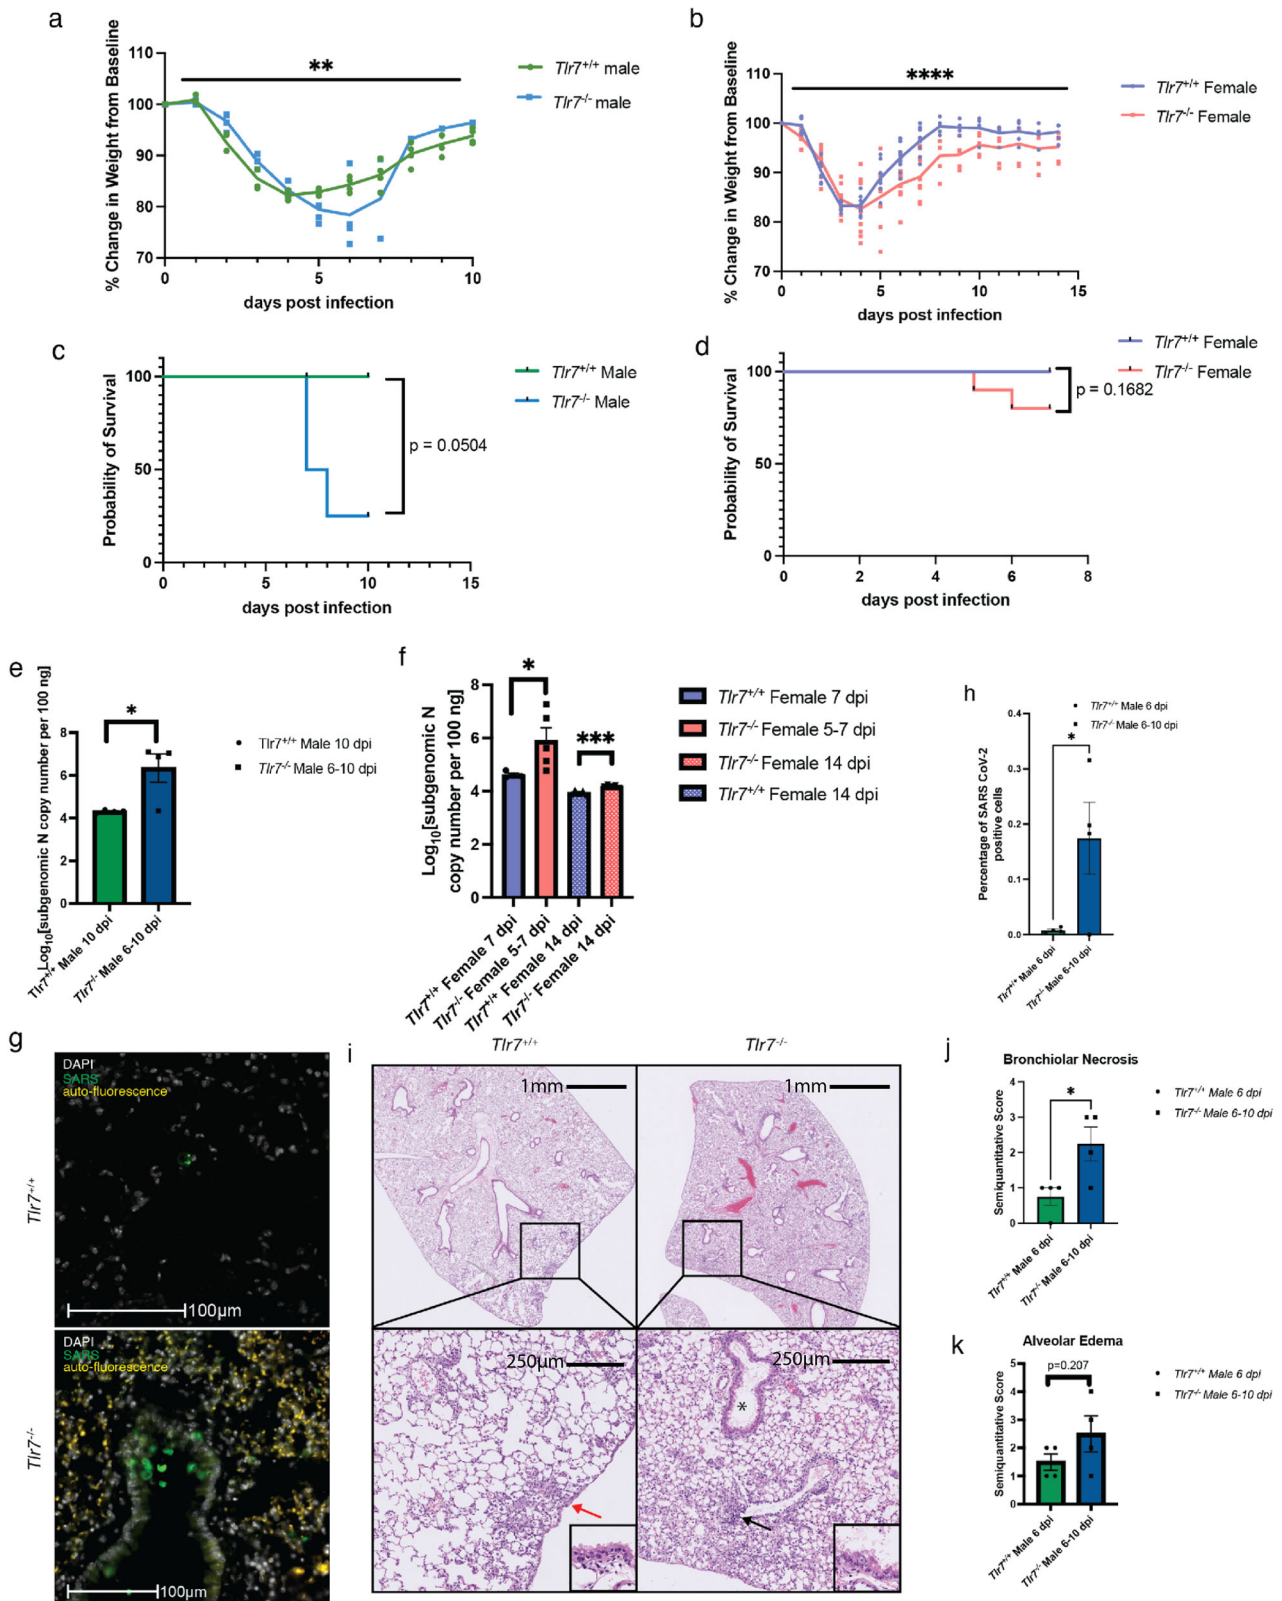 a
% Change in Weight from Baseline
110
100
90
80
70
0
5
10
days post infection
**
Tlr7+/+ male
Tlr7-/- male
b
% Change in Weight from Baseline
110
100
90
80
70
0
5
10
15
days post infection
****
Tlr7+/+ Female
Tlr7-/- Female
c
Probability of Survival
100
50
0
0
5
10
15
days post infection
p = 0.0504
Tlr7+/+ Male
Tlr7-/- Male
d
Probability of Survival
100
50
0
0
2
4
6
8
days post infection
p = 0.1682
Tlr7+/+ Female
Tlr7-/- Female
e
Log10[subgenomic N copy number per 100 ng]
8
6
4
2
0
*
Tlr7+/+ Male 10 dpi
Tlr7-/- Male 6-10 dpi
Tlr7+/+ Male 10 dpi
Tlr7-/- Male 6-10 dpi
f
Log10[subgenomic N
copy number per 100 ng]
8
6
4
2
0
*
***
Tlr7+/+ Female 7 dpi
Tlr7-/- Female 5-7 dpi
Tlr7+/+ Female 14 dpi
Tlr7-/- Female 14 dpi
Tlr7+/+ Female 7 dpi
Tlr7-/- Female 5-7 dpi
Tlr7-/- Female 14 dpi
Tlr7+/+ Female 14 dpi
h
Percentage of SARS CoV-2
positive cells
0.4
0.3
0.2
0.1
0.0
*
Tlr7+/+ Male 6 dpi
Tlr7-/- Male 6-10 dpi
Tlr7+/+ Male 6 dpi
Tlr7-/- Male 6-10 dpi
g
Tlr7+/+
DAPI
SARS
auto-fluorescence
100µm
Tlr7-/-
DAPI
SARS
auto-fluorescence
100µm
i
Tlr7+/+
Tlr7-/-
1mm
1mm
250µm
250µm
*
j
Bronchiolar Necrosis
Semiquantitative Score
4
3
2
1
0
*
Tlr7+/+ Male 6 dpi
Tlr7-/- Male 6-10 dpi
Tlr7+/+ Male 6 dpi
Tlr7-/- Male 6-10 dpi
k
Alveolar Edema
Semiquantitative Score
5
4
3
2
1
0
p=0.207
Tlr7+/+ Male 6 dpi
Tlr7-/- Male 6-10 dpi
Tlr7+/+ Male 6 dpi
Tlr7-/- Male 6-10 dpi